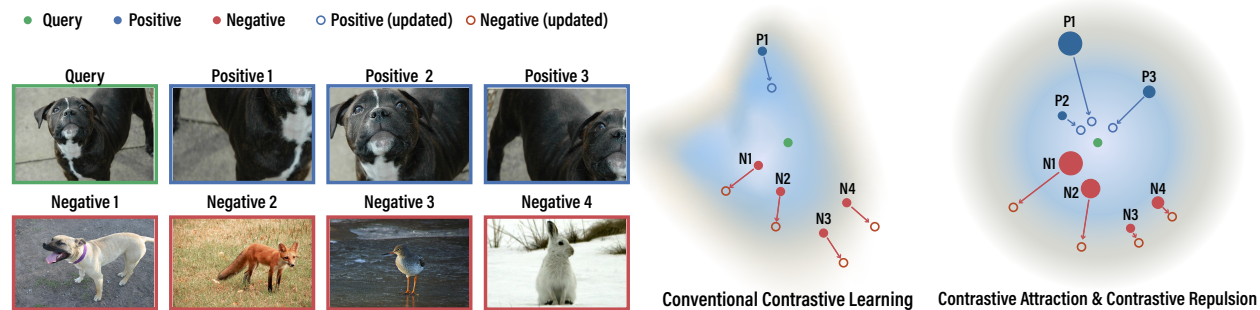 Query Positive Negative Positive (updated) Negative (updated)
Query Positive 1 Positive 2 Positive 3
Negative 1 Negative 2 Negative 3 Negative 4
P1
N1
N2
N3
N4
Conventional Contrastive Learning
P1
P3
P2
N1
N2
N4
N3
Contrastive Attraction & Contrastive Repulsion